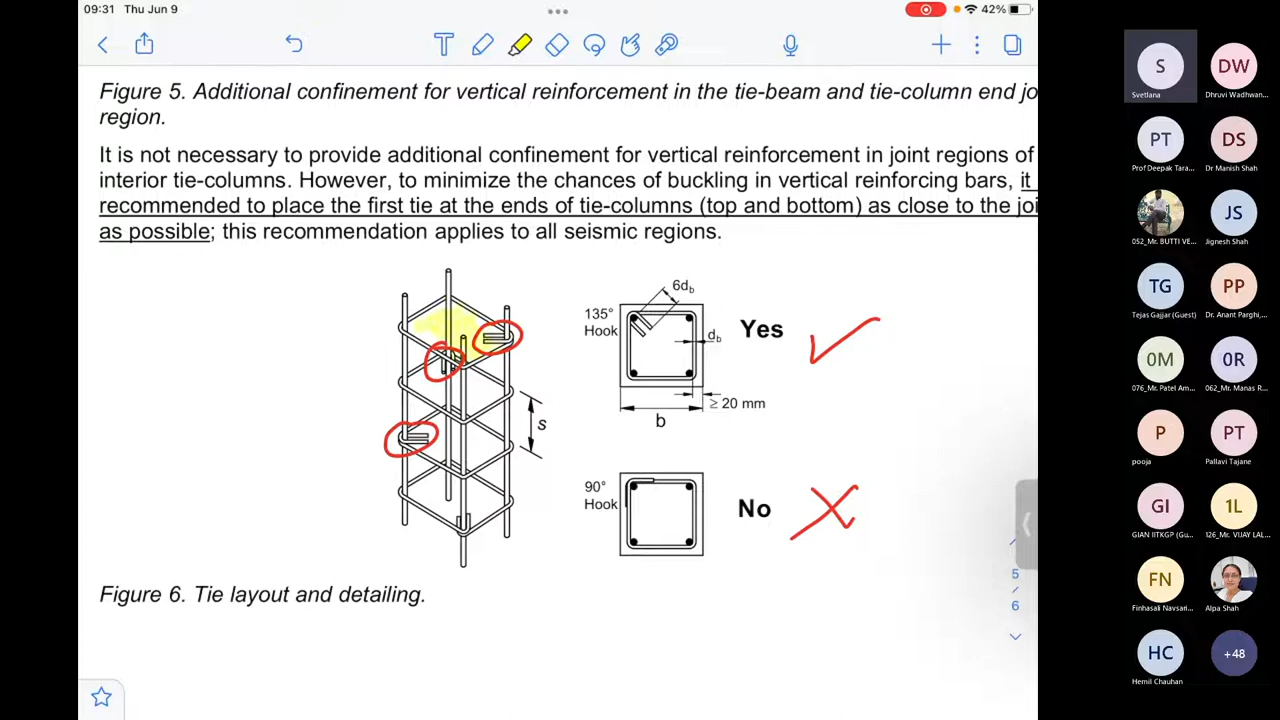 09:31 Thu Jun 9
42%
Figure 5. Additional confinement for vertical reinforcement in the tie-beam and tie-column end jo
region.
It is not necessary to provide additional confinement for vertical reinforcement in joint regions of
interior tie-columns. However, to minimize the chances of buckling in vertical reinforcing bars, it
recommended to place the first tie at the ends of tie-columns (top and bottom) as close to the joi
as possible; this recommendation applies to all seismic regions.
6db
135°
Hook
db
Yes
≥ 20 mm
b
s
90°
Hook
No
Figure 6. Tie layout and detailing.
5
/
6
S
Svetlana
DW
Dhruvi Wadhwan...
PT
Prof Deepak Tara...
DS
Dr Manish Shah
052_Mr. BUTTI VE...
JS
Jignesh Shah
TG
Tejas Gajjar (Guest)
PP
Dr. Anant Parghi,...
0M
076_Mr. Patel Am...
0R
062_Mr. Manas R...
P
pooja
PT
Pallavi Tajane
GI
GIAN IITKGP (Gu...
1L
126_Mr. VIJAY LAL...
FN
Finhasali Navsari...
Alpa Shah
HC
Hemil Chauhan
+48